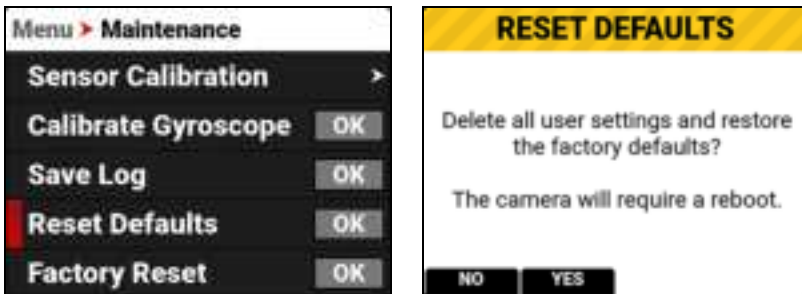 Menu > Maintenance
Sensor Calibration >
Calibrate Gyroscope OK
Save Log OK
Reset Defaults OK
Factory Reset OK
RESET DEFAULTS
Delete all user settings and restore
the factory defaults?
The camera will require a reboot.
NO YES